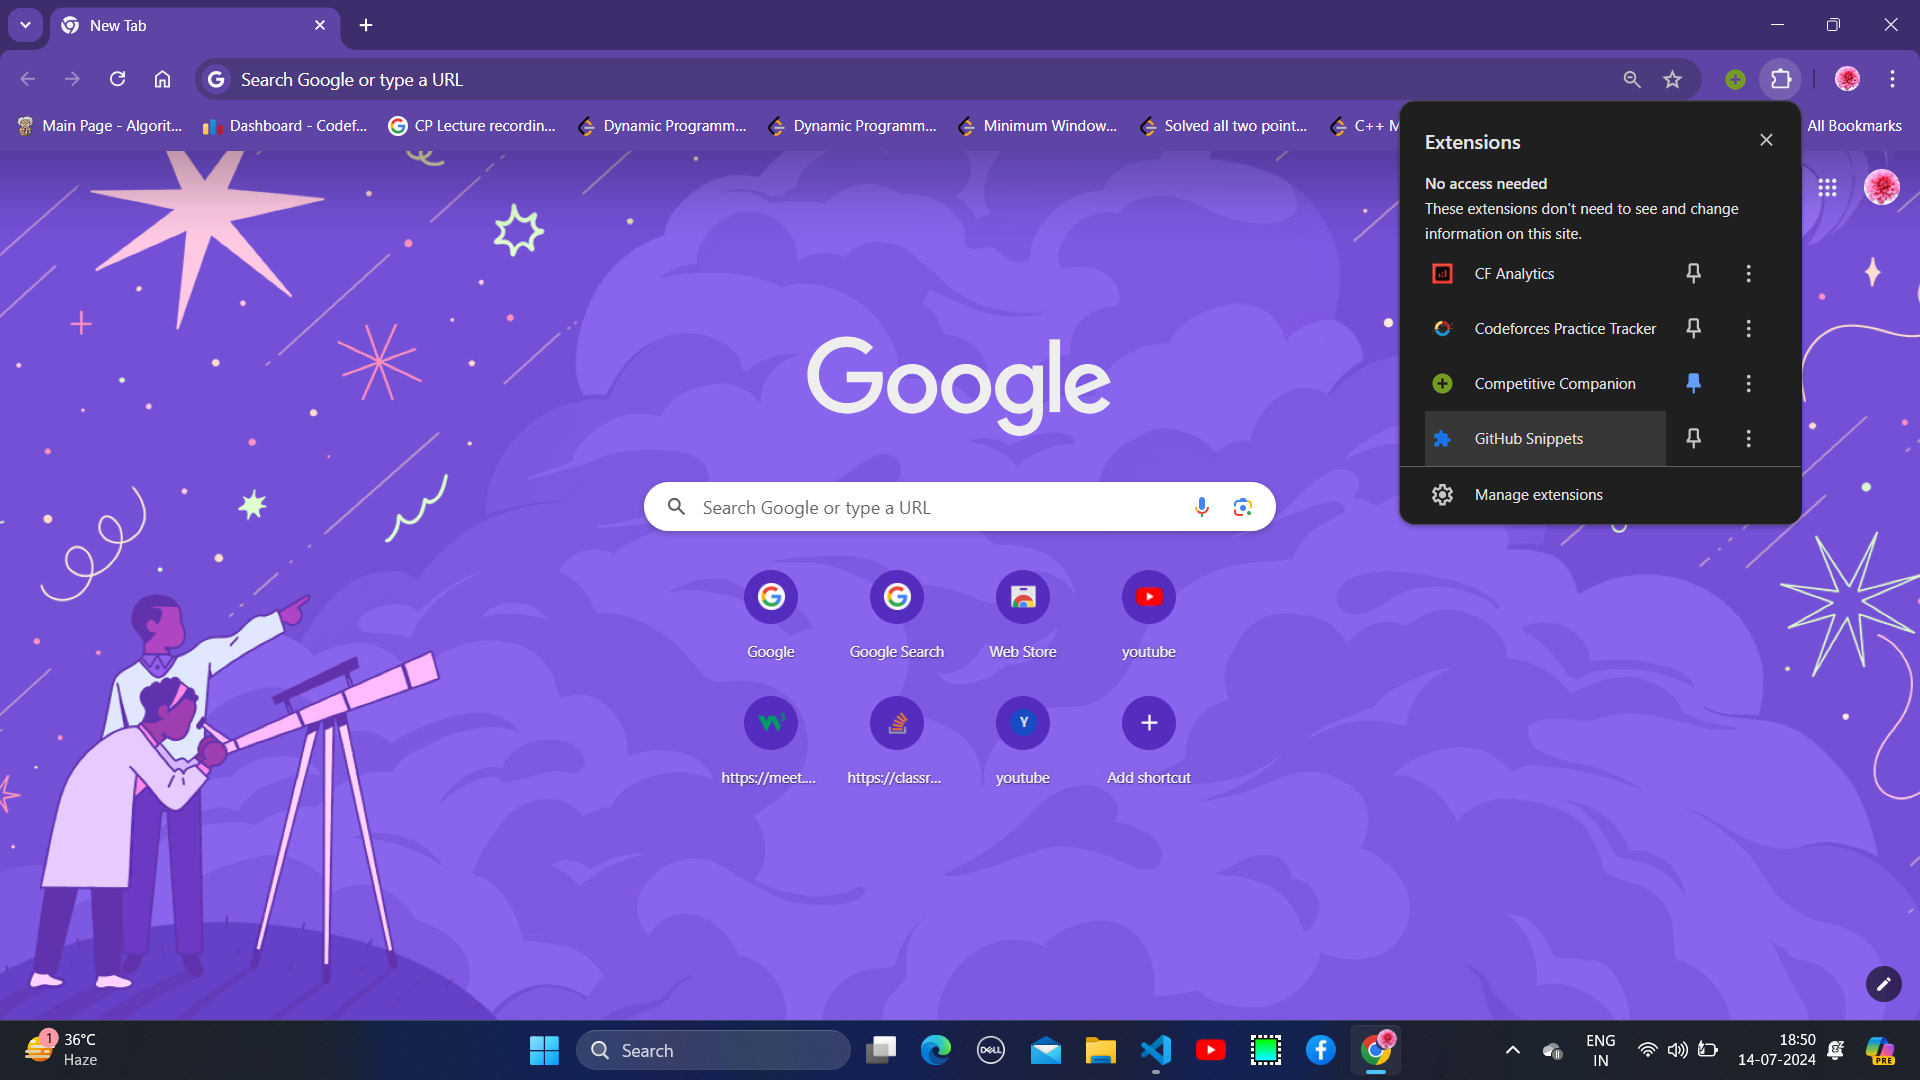 New Tab
Search Google or type a URL
Main Page - Algorit...
Dashboard - Codef...
CP Lecture recordin...
Dynamic Programm...
Dynamic Programm...
Minimum Window...
Solved all two point...
C++ M
All Bookmarks
Extensions
No access needed
These extensions don't need to see and change
information on this site.
CF Analytics
Codeforces Practice Tracker
Competitive Companion
GitHub Snippets
Manage extensions
Google
Search Google or type a URL
Google
Google Search
Web Store
youtube
https://meet....
https://classr...
Y
youtube
Add shortcut
1
36°C
Haze
Search
DELL
ENG
IN
18:50
14-07-2024
PRE